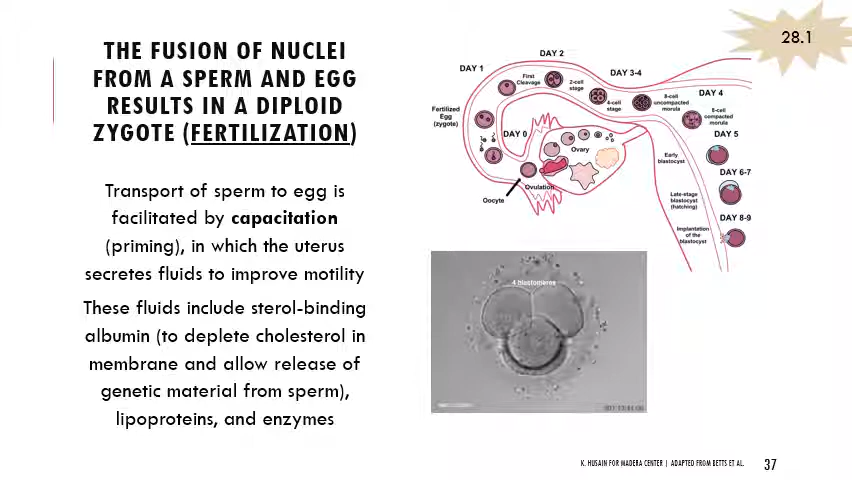 28.1
THE FUSION OF NUCLEI
FROM A SPERM AND EGG
RESULTS IN A DIPLOID
ZYGOTE (FERTILIZATION)
Transport of sperm to egg is
facilitated by capacitation
(priming), in which the uterus
secretes fluids to improve motility
These fluids include sterol-binding
albumin (to deplete cholesterol in
membrane and allow release of
genetic material from sperm),
lipoproteins, and enzymes
DAY 0
Fertilized
Egg
(zygote)
DAY 1
First
Cleavage
DAY 2
2-cell
stage
4-cell
stage
DAY 3-4
8-cell
uncompacted
morula
DAY 4
8-cell
compacted
morula
DAY 5
Early
blastocyst
DAY 6-7
Late-stage
blastocyst
(hatching)
DAY 8-9
Implantation
of the
blastocyst
Ovary
Ovulation
Oocyte
4 blastomeres
K. HUSAIN FOR MADERA CENTER | ADAPTED FROM BETTS ET AL.
37